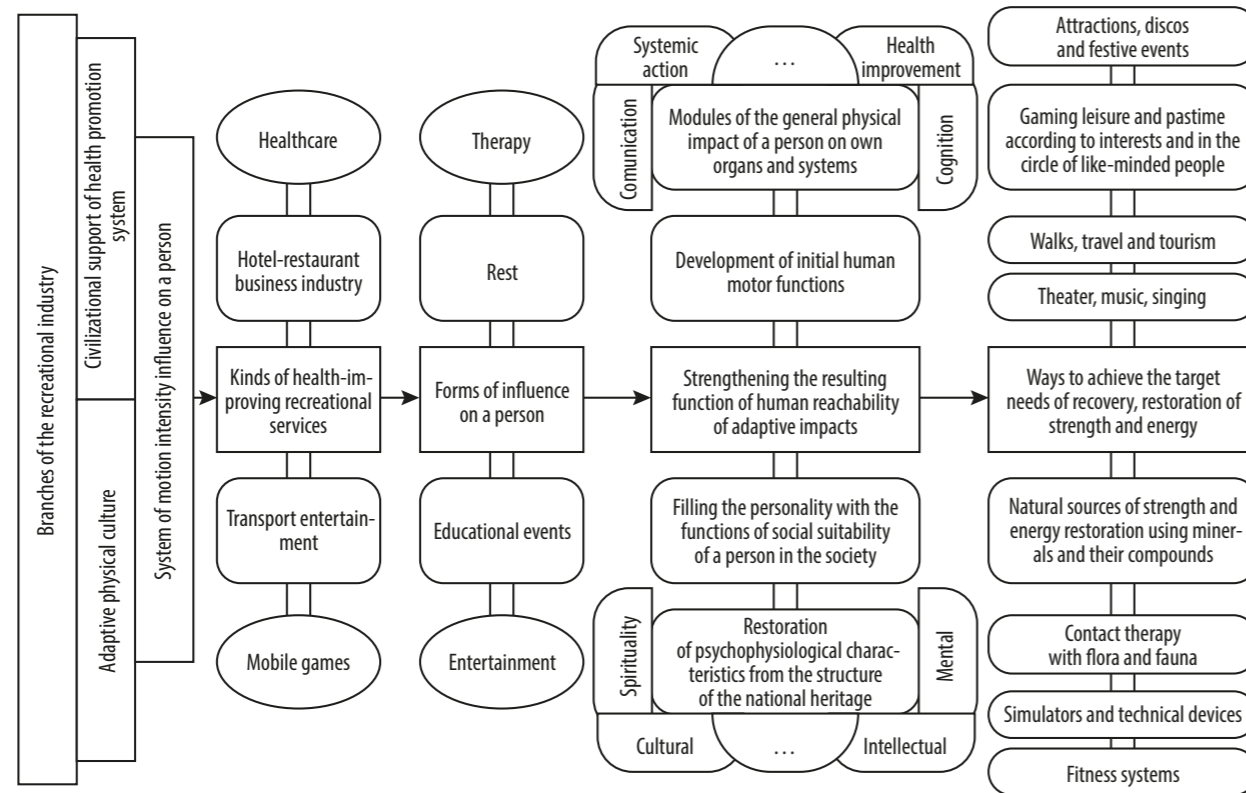 Branches of the recreational industry
Civilizational support of health promotion
system
Adaptive physical culture
System of motion intensity influence on a person
Healthcare
Hotel-restaurant
business industry
Kinds of health-im-
proving recreational
services
Transport entertain-
ment
Mobile games
Therapy
Rest
Forms of influence
on a person
Educational events
Entertainment
Systemic
action
...
Health
improvement
Comunication
Modules of the general physical
impact of a person on own
organs and systems
Cognition
Development of initial human
motor functions
Strengthening the resulting
function of human reachability
of adaptive impacts
Filling the personality with the
functions of social suitability
of a person in the society
Spirituality
Restoration
of psychophysiological charac-
teristics from the structure
of the national heritage
Mental
Cultural
...
Intellectual
Attractions, discos
and festive events
Gaming leisure and pastime
according to interests and in the
circle of like-minded people
Walks, travel and tourism
Theater, music, singing
Ways to achieve the target
needs of recovery, restoration of
strength and energy
Natural sources of strength and
energy restoration using miner-
als and their compounds
Contact therapy
with flora and fauna
Simulators and technical devices
Fitness systems